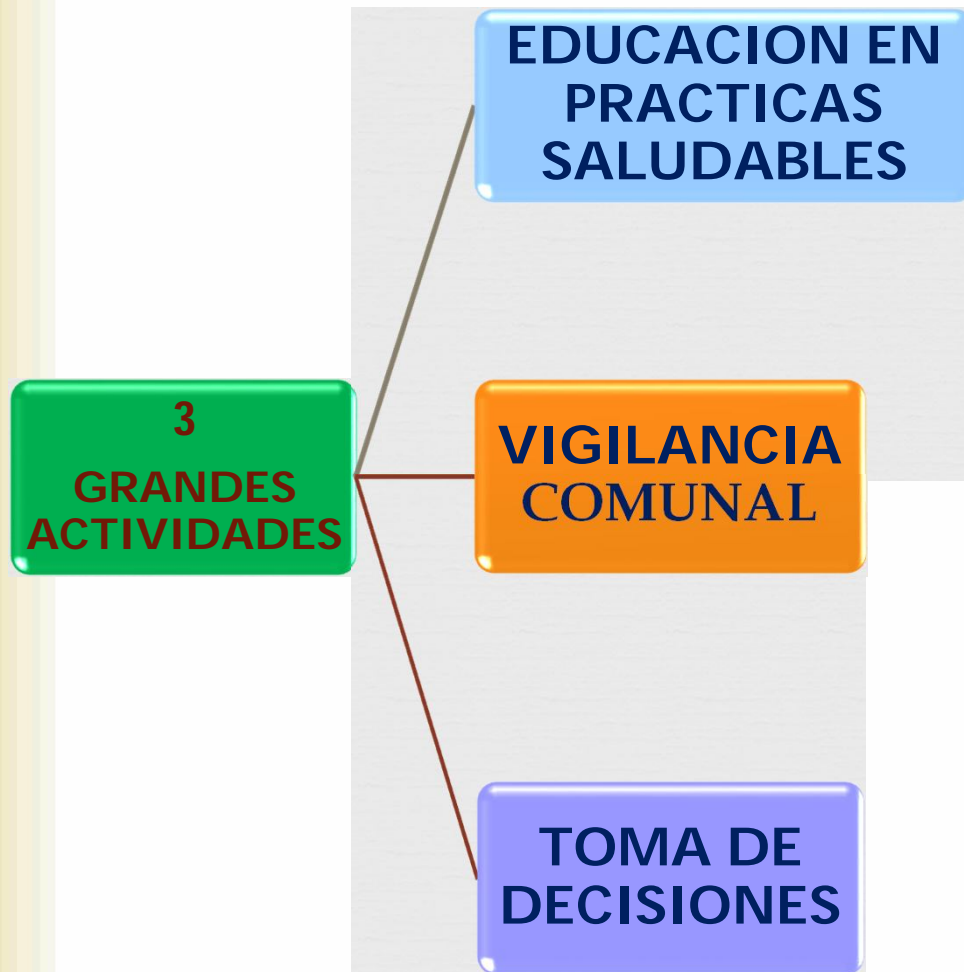 EDUCACION EN
PRACTICAS
SALUDABLES
3
GRANDES
ACTIVIDADES
VIGILANCIA
COMUNAL
TOMA DE
DECISIONES